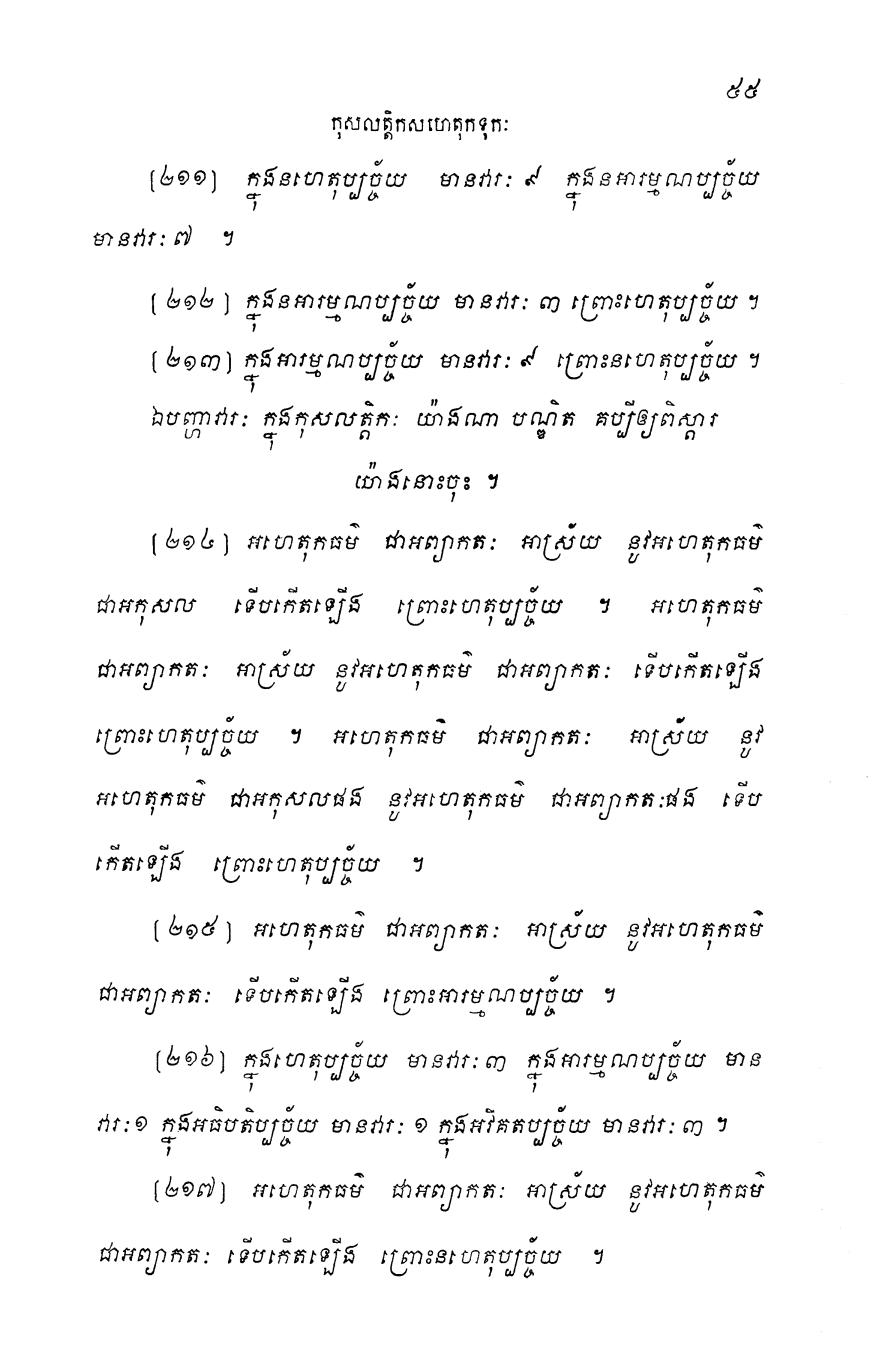 ៥៥
កុសលត្តិកសហេតុកទុកៈ
[២១១] ក្នុងនហេតុប្បច្ច័យ មានវារៈ ៩ ក្នុងនអារម្មណប្បច្ច័យ
មានវារៈ ៧ ។
[២១២] ក្នុងនអារម្មណប្បច្ច័យ មានវារៈ ៣ ព្រោះហេតុប្បច្ច័យ ។
[២១៣] ក្នុងអារម្មណប្បច្ច័យ មានវារៈ ៩ ព្រោះនហេតុប្បច្ច័យ ។
ឯបញ្ហាវារៈ ក្នុងកុសលត្តិកៈ យ៉ាងណា បណ្ឌិត គប្បីឲ្យពិស្តារ
យ៉ាងនោះចុះ ។
[២១៤] អហេតុកធម៌ ជាអព្យាកតៈ អាស្រ័យ នូវអហេតុកធម៌
ជាអកុសល ទើបកើតឡើង ព្រោះហេតុប្បច្ច័យ ។ អហេតុកធម៌
ជាអព្យាកតៈ អាស្រ័យ នូវអហេតុកធម៌ ជាអព្យាកតៈ ទើបកើតឡើង
ព្រោះហេតុប្បច្ច័យ ។ អហេតុកធម៌ ជាអព្យាកតៈ អាស្រ័យ នូវ
អហេតុកធម៌ ជាអកុសលផង នូវអហេតុកធម៌ ជាអព្យាកតៈផង ទើប
កើតឡើង ព្រោះហេតុប្បច្ច័យ ។
[២១៥] អហេតុកធម៌ ជាអព្យាកតៈ អាស្រ័យ នូវអហេតុកធម៌
ជាអព្យាកតៈ ទើបកើតឡើង ព្រោះអារម្មណប្បច្ច័យ ។
[២១៦] ក្នុងហេតុប្បច្ច័យ មានវារៈ ៣ ក្នុងអារម្មណប្បច្ច័យ មាន
វារៈ ១ ក្នុងអធិបតិប្បច្ច័យ មានវារៈ ១ ក្នុងអវិគតប្បច្ច័យ មានវារៈ ៣ ។
[២១៧] អហេតុកធម៌ ជាអព្យាកតៈ អាស្រ័យ នូវអហេតុកធម៌
ជាអព្យាកតៈ ទើបកើតឡើង ព្រោះនហេតុប្បច្ច័យ ។